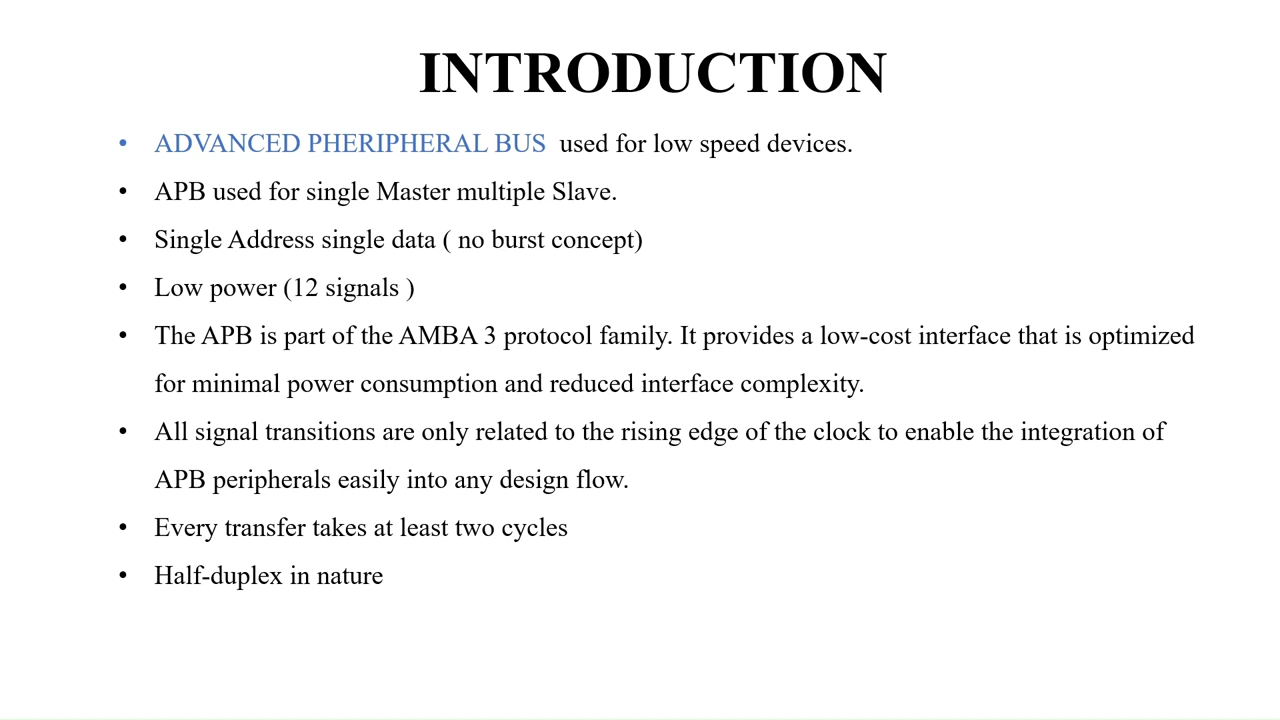 INTRODUCTION
• ADVANCED PHERIPHERAL BUS used for low speed devices.
• APB used for single Master multiple Slave.
• Single Address single data ( no burst concept)
• Low power (12 signals )
• The APB is part of the AMBA 3 protocol family. It provides a low-cost interface that is optimized
for minimal power consumption and reduced interface complexity.
• All signal transitions are only related to the rising edge of the clock to enable the integration of
APB peripherals easily into any design flow.
• Every transfer takes at least two cycles
• Half-duplex in nature